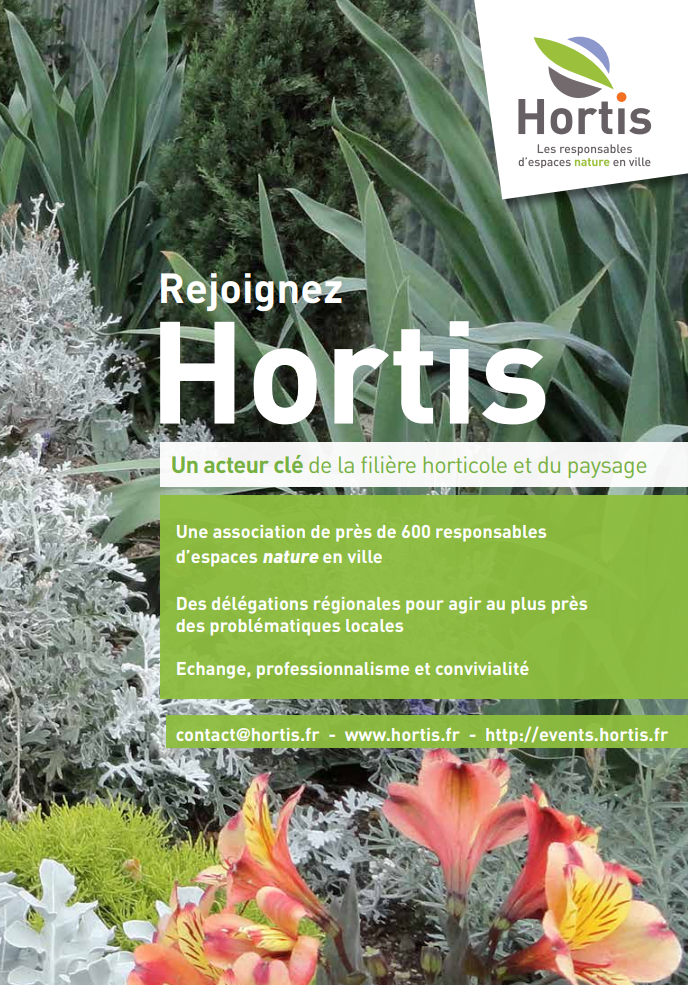 Hortis
Les responsables
d'espaces nature en ville
Rejoignez
Hortis
Un acteur clé de la filière horticole et du paysage
Une association de près de 600 responsables
d'espaces nature en ville
Des délégations régionales pour agir au plus près
des problématiques locales
Echange, professionnalisme et convivialité
contact@hortis.fr - www.hortis.fr - http://events.hortis.fr